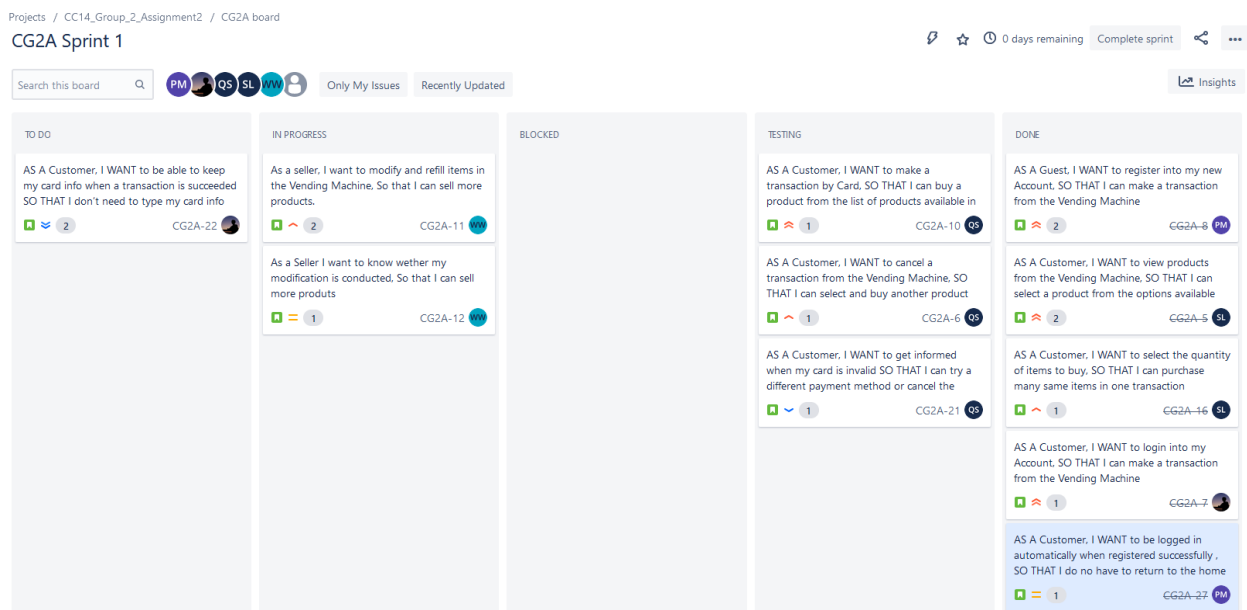 Projects / CC14_Group_2_Assignment2 / CG2A board
CG2A Sprint 1
0 days remaining
Complete sprint
Search this board
PM
QS
SL
WW
Only My Issues
Recently Updated
Insights
TO DO
AS A Customer, I WANT to be able to keep
my card info when a transaction is succeeded
SO THAT I don't need to type my card info
2
CG2A-22
IN PROGRESS
As a seller, I want to modify and refill items in
the Vending Machine, So that I can sell more
products.
2
CG2A-11
WW
As a Seller I want to know wether my
modification is conducted, So that I can sell
more produts
1
CG2A-12
WW
BLOCKED
TESTING
AS A Customer, I WANT to make a
transaction by Card, SO THAT I can buy a
product from the list of products available in
1
CG2A-10
QS
AS A Customer, I WANT to cancel a
transaction from the Vending Machine, SO
THAT I can select and buy another product
1
CG2A-6
QS
AS A Customer, I WANT to get informed
when my card is invalid SO THAT I can try a
different payment method or cancel the
1
CG2A-21
QS
DONE
AS A Guest, I WANT to register into my new
Account, SO THAT I can make a transaction
from the Vending Machine
2
CG2A-8
PM
AS A Customer, I WANT to view products
from the Vending Machine, SO THAT I can
select a product from the options available
2
CG2A-5
SL
AS A Customer, I WANT to select the quantity
of items to buy, SO THAT I can purchase
many same items in one transaction
1
CG2A-16
SL
AS A Customer, I WANT to login into my
Account, SO THAT I can make a transaction
from the Vending Machine
1
CG2A-7
AS A Customer, I WANT to be logged in
automatically when registered successfully ,
SO THAT I do no have to return to the home
1
CG2A-27
PM